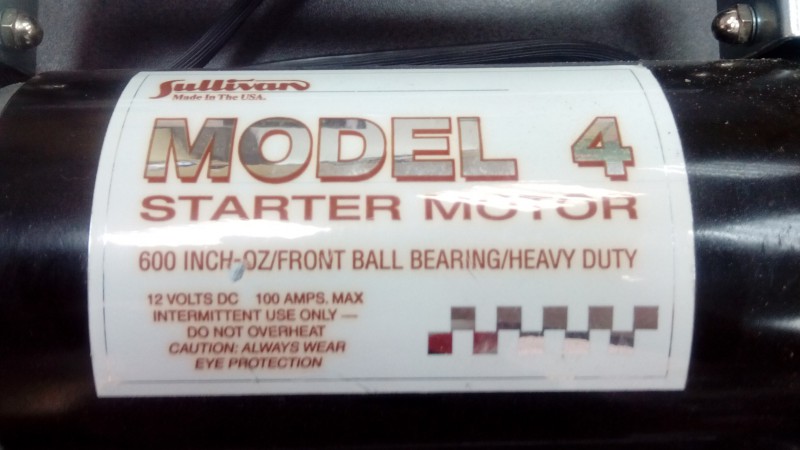 Sullivan
Made In The USA.
MODEL 4
STARTER MOTOR
600 INCH-OZ/FRONT BALL BEARING/HEAVY DUTY
12 VOLTS DC 100 AMPS. MAX
INTERMITTENT USE ONLY —
DO NOT OVERHEAT
CAUTION: ALWAYS WEAR
EYE PROTECTION